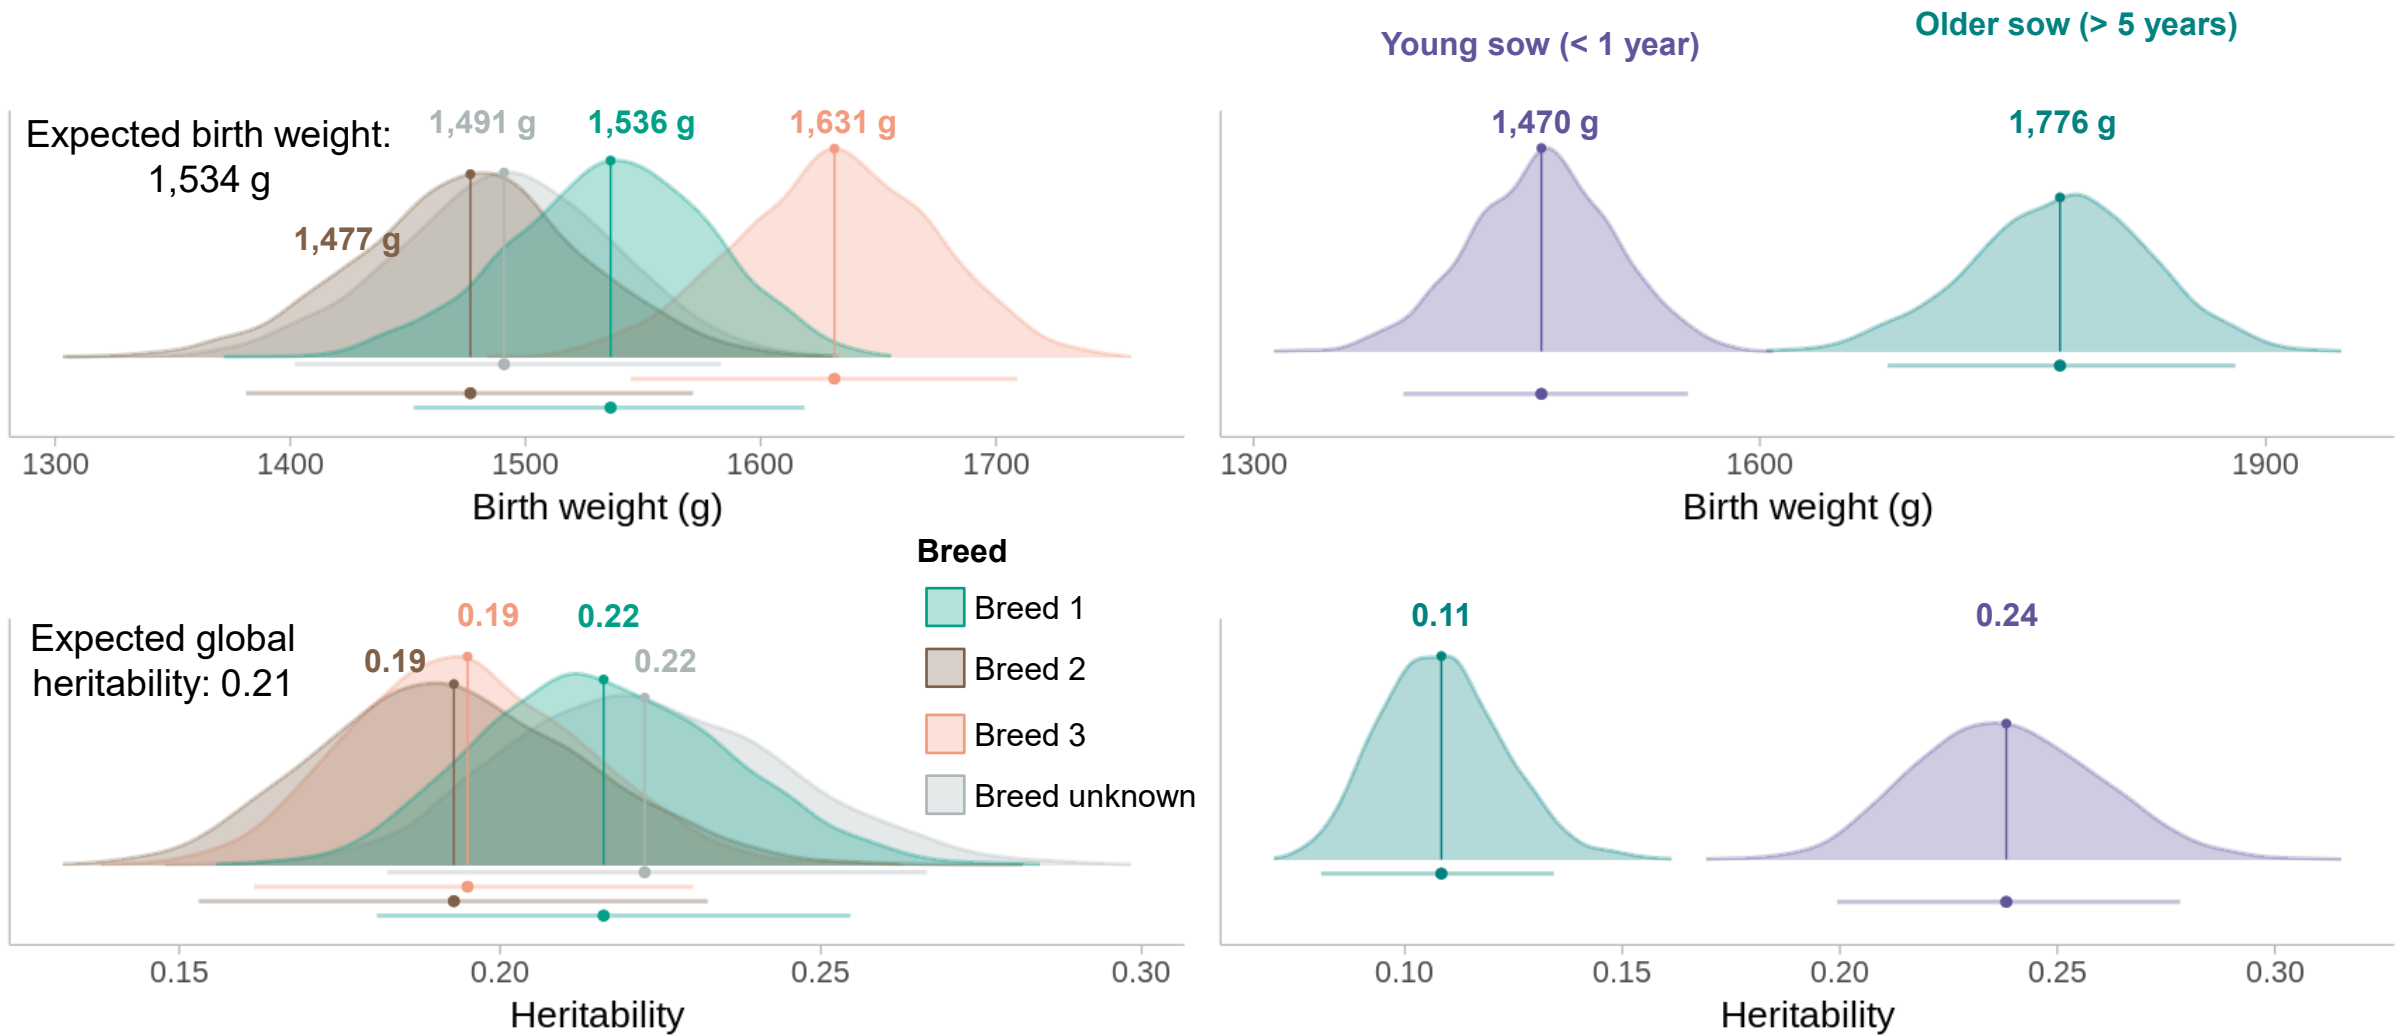 Young sow (< 1 year)
Older sow (> 5 years)
Expected birth weight:
1,534 g
1,491 g
1,536 g
1,631 g
1,477 g
1300
1400
1500
1600
1700
Birth weight (g)
1,470 g
1,776 g
1300
1600
1900
Birth weight (g)
Breed
Breed 1
Breed 2
Breed 3
Breed unknown
Expected global
heritability: 0.21
0.19
0.22
0.19
0.22
0.15
0.20
0.25
0.30
Heritability
0.11
0.24
0.10
0.15
0.20
0.25
0.30
Heritability